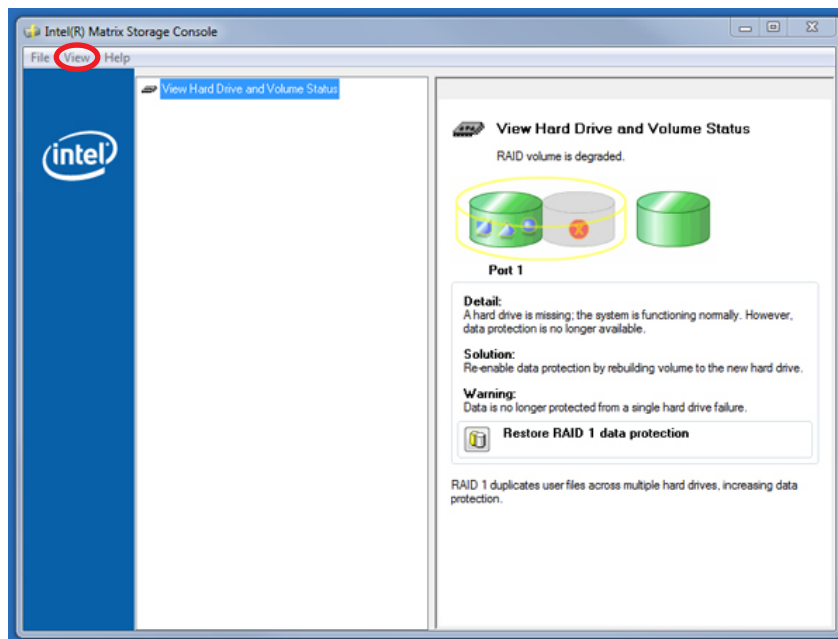 Intel(R) Matrix Storage Console
File View Help
View Hard Drive and Volume Status
intel
View Hard Drive and Volume Status
RAID volume is degraded.
Port 1
Detail:
A hard drive is missing; the system is functioning normally. However,
data protection is no longer available.
Solution:
Re-enable data protection by rebuilding volume to the new hard drive.
Warning:
Data is no longer protected from a single hard drive failure.
Restore RAID 1 data protection
RAID 1 duplicates user files across multiple hard drives, increasing data
protection.